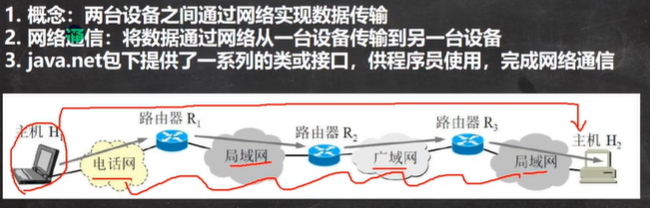 1. 概念：两台设备之间通过网络实现数据传输
2. 网络通信：将数据通过网络从一台设备传输到另一台设备
3. java.net包下提供了一系列的类或接口，供程序员使用，完成网络通信
主机 H₁
路由器 R₁
路由器 R₂
路由器 R₃
主机 H₂
电话网
局域网
广域网
局域网